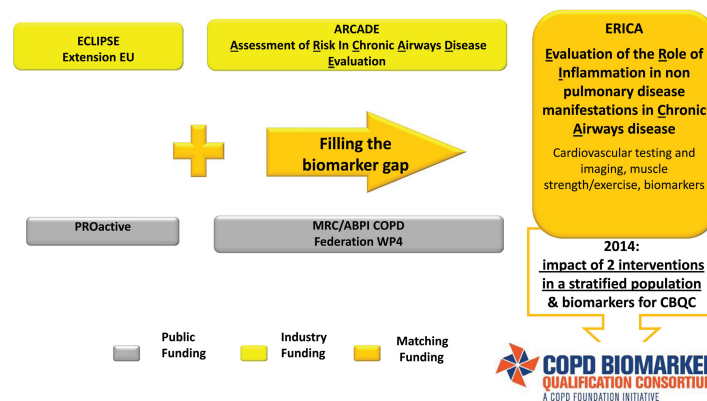 ECLIPSE
Extension EU
ARCADE
Assessment of Risk In Chronic Airways Disease
Evaluation
ERICA
Evaluation of the Role of
Inflammation in non
pulmonary disease
manifestations in Chronic
Airways disease
Cardiovascular testing and
imaging, muscle
strength/exercise, biomarkers
Filling the
biomarker gap
PROactive
MRC/ABPI COPD
Federation WP4
2014:
impact of 2 interventions
in a stratified population
& biomarkers for CBQC
Public
Funding
Industry
Funding
Matching
Funding
COPD BIOMARKER
QUALIFICATION CONSORTIUM
A COPD FOUNDATION INITIATIVE